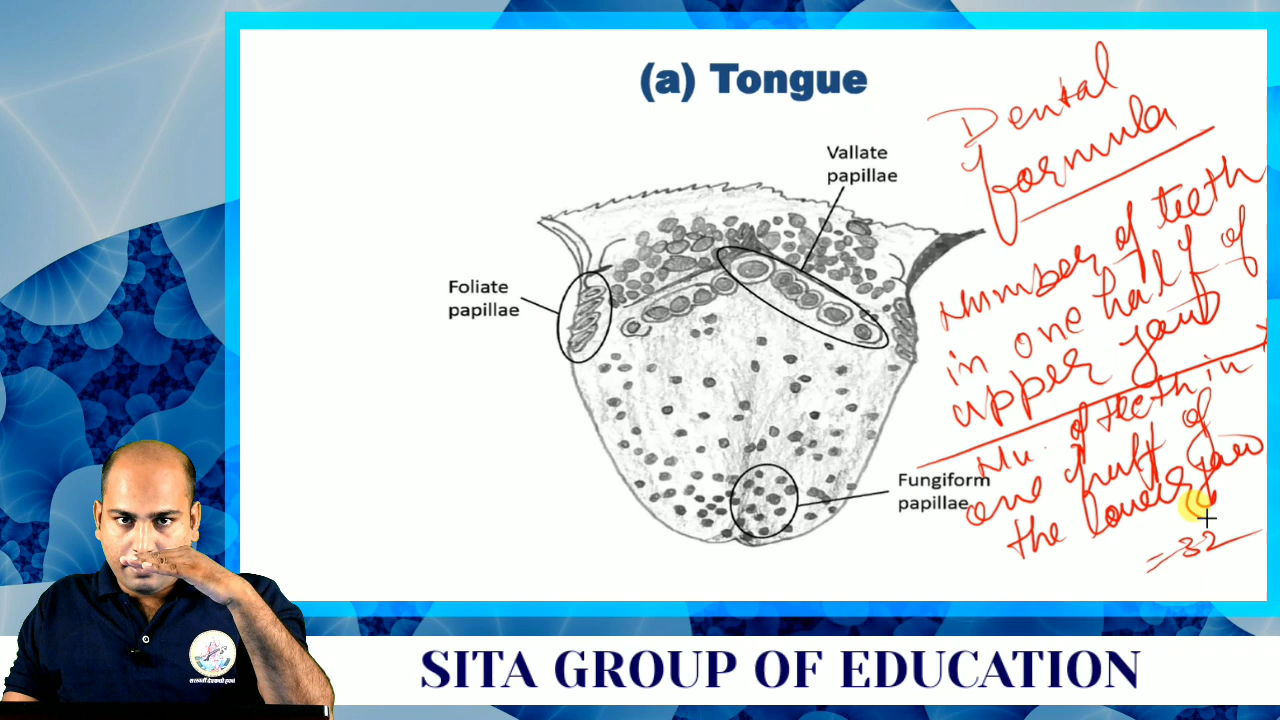 (a) Tongue
Vallate
papillae
Foliate
papillae
Fungiform
papillae
Dental
formula
Number of teeth
in one half of
upper jaw
Nu. of teeth in
one half of
the lower jaw
= 32
SITA GROUP OF EDUCATION